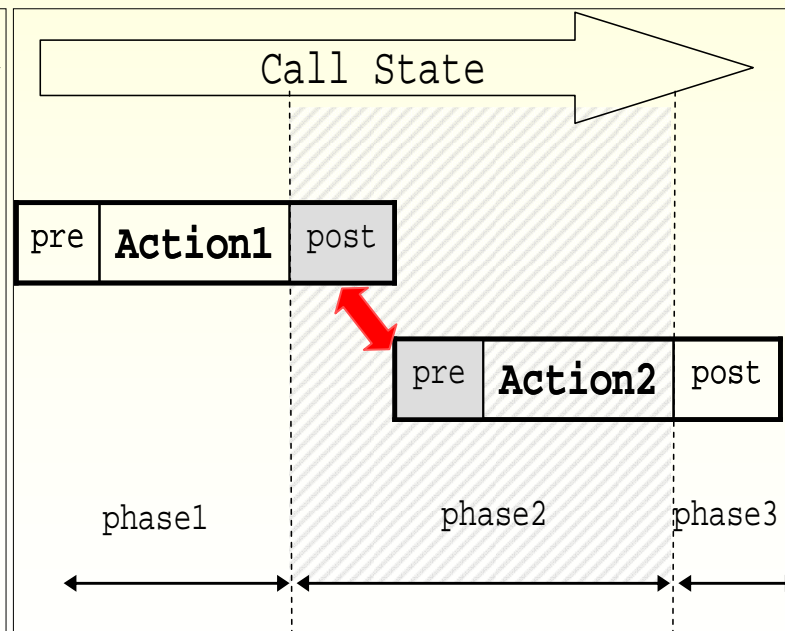 Call State
pre Action1 post
pre Action2 post
phase1 phase2 phase3